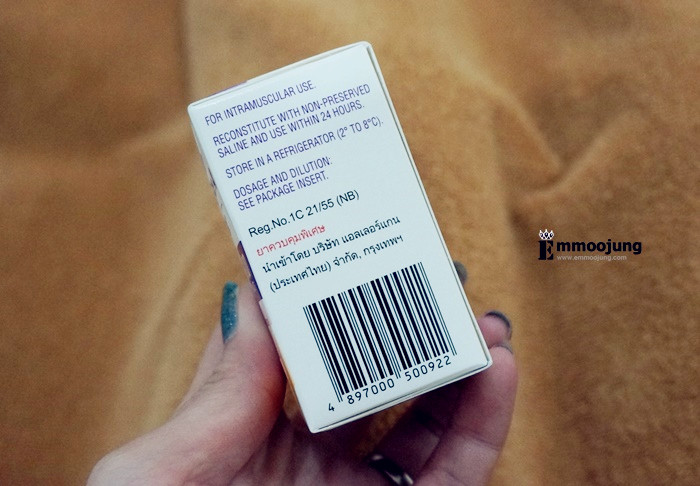 FOR INTRAMUSCULAR USE.
RECONSTITUTE WITH NON-PRESERVED
SALINE AND USE WITHIN 24 HOURS.
STORE IN A REFRIGERATOR (2° TO 8°C).
DOSAGE AND DILUTION:
SEE PACKAGE INSERT.
Reg.No.1C 21/55 (NB)
ยาควบคุมพิเศษ
นำเข้าโดย บริษัท แอลเลอร์แกน
(ประเทศไทย) จำกัด, กรุงเทพฯ
4 897000 500922
Emmoojung
www.emmoojung.com